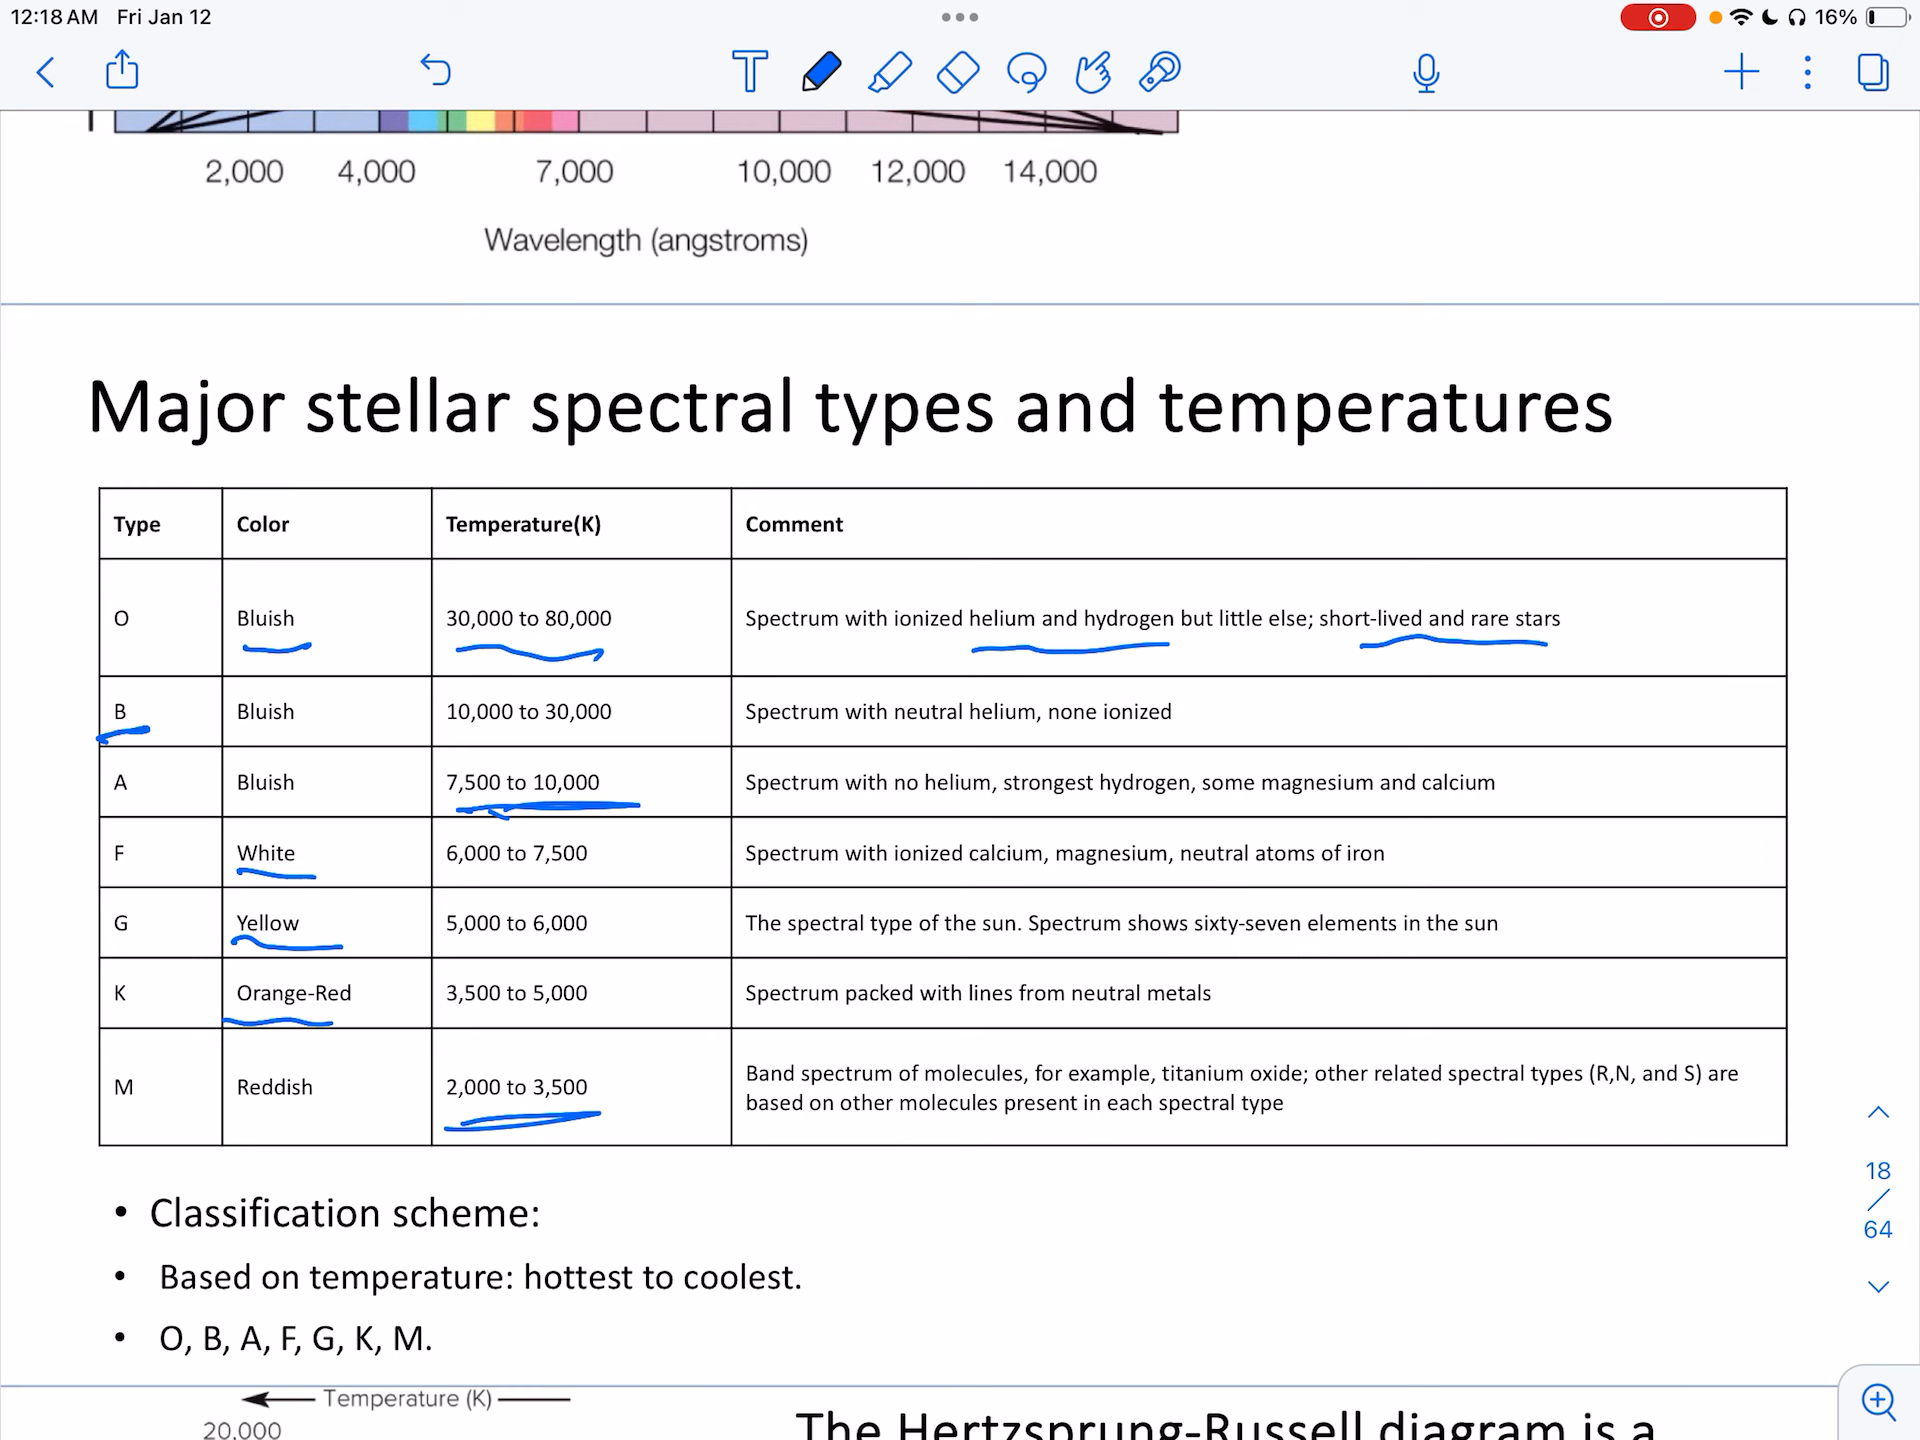 12:18 AM Fri Jan 12
16%
2,000 4,000 7,000 10,000 12,000 14,000
Wavelength (angstroms)
Major stellar spectral types and temperatures
Type Color Temperature(K) Comment
O Bluish 30,000 to 80,000 Spectrum with ionized helium and hydrogen but little else; short-lived and rare stars
B Bluish 10,000 to 30,000 Spectrum with neutral helium, none ionized
A Bluish 7,500 to 10,000 Spectrum with no helium, strongest hydrogen, some magnesium and calcium
F White 6,000 to 7,500 Spectrum with ionized calcium, magnesium, neutral atoms of iron
G Yellow 5,000 to 6,000 The spectral type of the sun. Spectrum shows sixty-seven elements in the sun
K Orange-Red 3,500 to 5,000 Spectrum packed with lines from neutral metals
M Reddish 2,000 to 3,500 Band spectrum of molecules, for example, titanium oxide; other related spectral types (R,N, and S) are
based on other molecules present in each spectral type
18
/
64
• Classification scheme:
• Based on temperature: hottest to coolest.
• O, B, A, F, G, K, M.
Temperature (K)
20,000
The Hertzsprung-Russell diagram is a